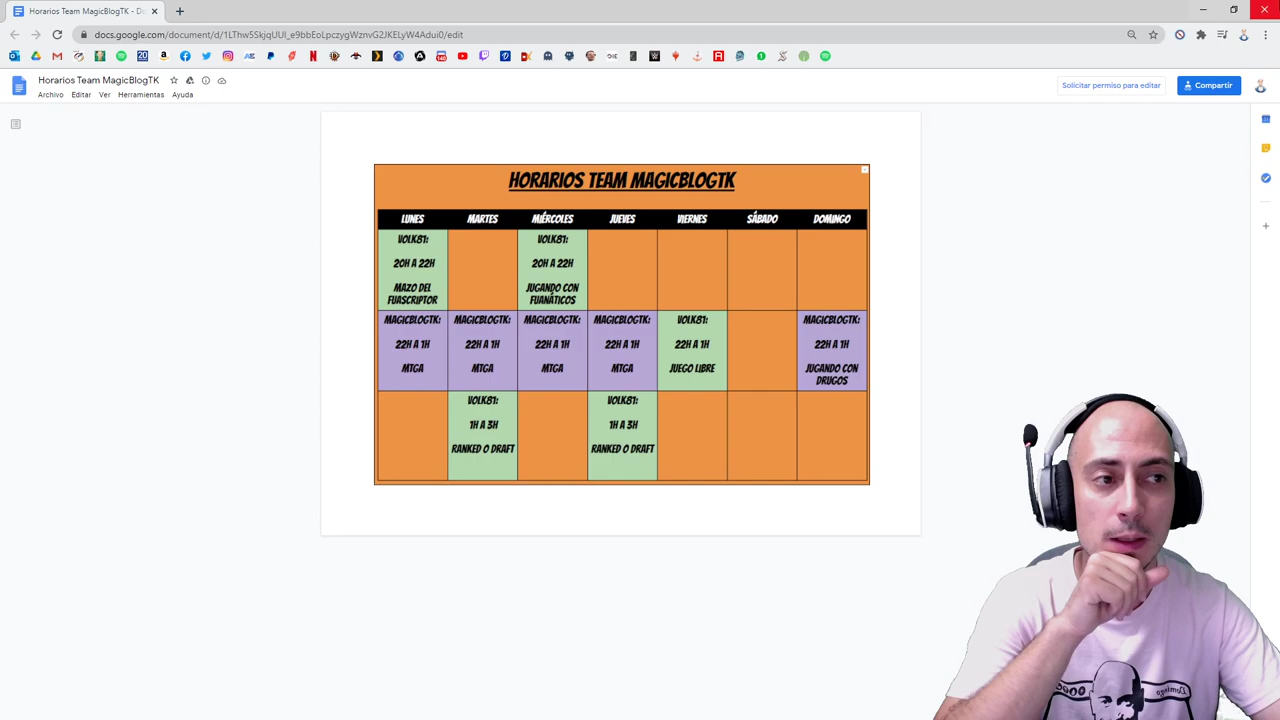 Horarios Team MagicBlogTK - Do
docs.google.com/document/d/1LThw5SkjqUUI_e9bbEoLpczygWznvG2JKELyW4Adui0/edit
Horarios Team MagicBlogTK
Archivo Editar Ver Herramientas Ayuda
Solicitar permiso para editar
Compartir
HORARIOS TEAM MAGICBLOGTK
LUNES MARTES MIÉRCOLES JUEVES VIERNES SÁBADO DOMINGO
VOLK81: VOLK81:
20H A 22H 20H A 22H
MAZO DEL JUGANDO CON
FUASCRIPTOR FUANÁTICOS
MAGICBLOGTK: MAGICBLOGTK: MAGICBLOGTK: MAGICBLOGTK: VOLK81: MAGICBLOGTK:
22H A 1H 22H A 1H 22H A 1H 22H A 1H 22H A 1H 22H A 1H
MTGA MTGA MTGA MTGA JUEGO LIBRE JUGANDO CON
DRUGOS
VOLK81: VOLK81:
1H A 3H 1H A 3H
RANKED O DRAFT RANKED O DRAFT